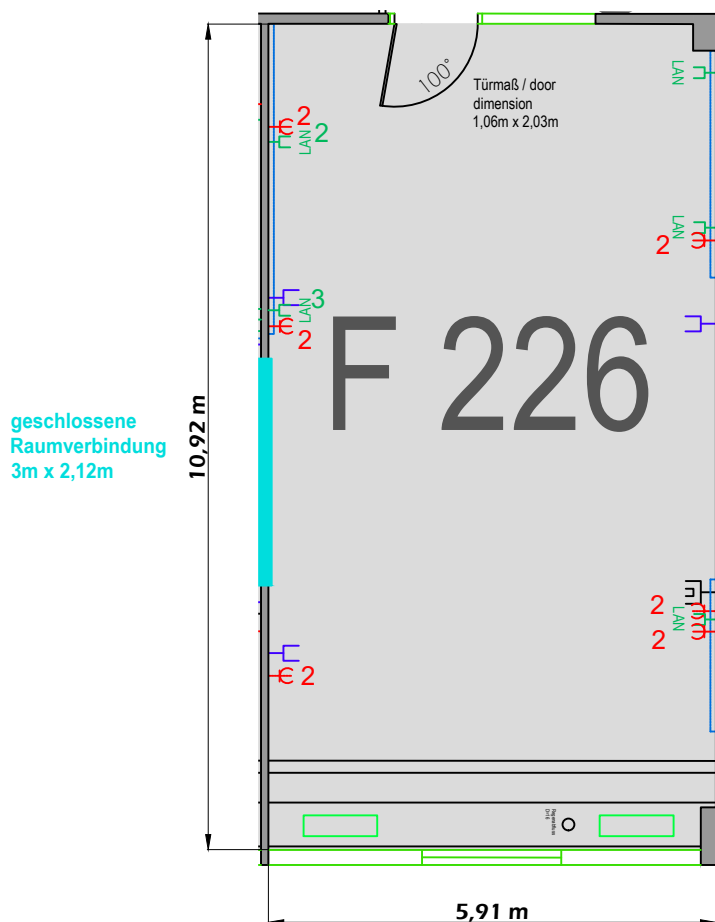 100°
Türmaß / door
dimension
1,06m x 2,03m
LAN
2
LAN 2
LAN
2
LAN 3
2
F 226
geschlossene
Raumverbindung
3m x 2,12m
10,92 m
2
LAN
2
2
5,91 m